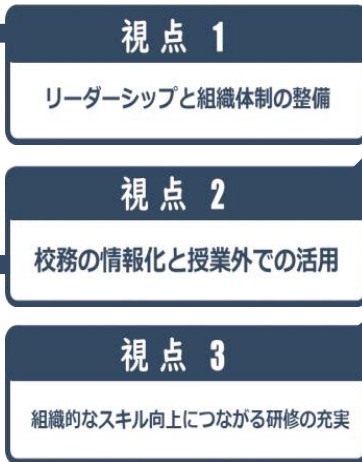 視点 1
リーダーシップと組織体制の整備
視点 2
校務の情報化と授業外での活用
視点 3
組織的なスキル向上につながる研修の充実